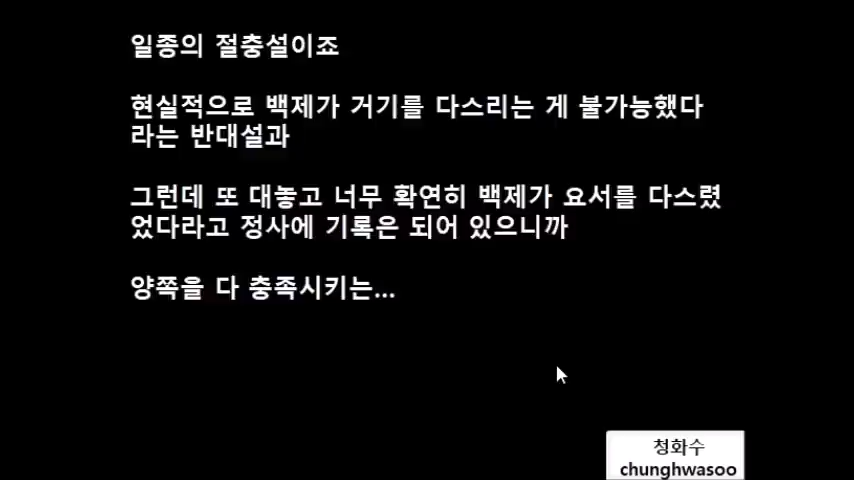 일종의 절충설이죠
현실적으로 백제가 거기를 다스리는 게 불가능했다
라는 반대설과
그런데 또 대놓고 너무 확연히 백제가 요서를 다스렸
었다라고 정사에 기록은 되어 있으니까
양쪽을 다 충족시키는...
청화수
chunghwasoo